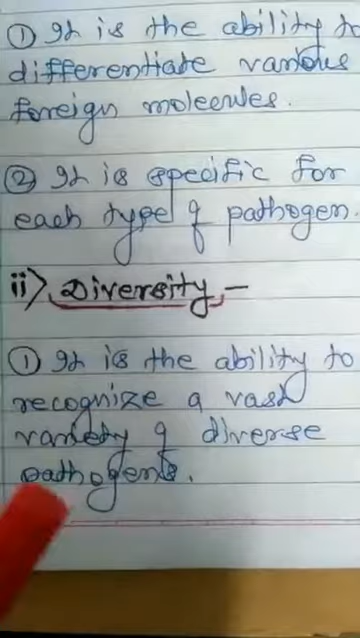 ① It is the ability to
differentiate various
foreign molecules.
② It is specific for
each type of pathogen.
ii) Diversity -
① It is the ability to
recognize a vast
variety of diverse
pathogens.